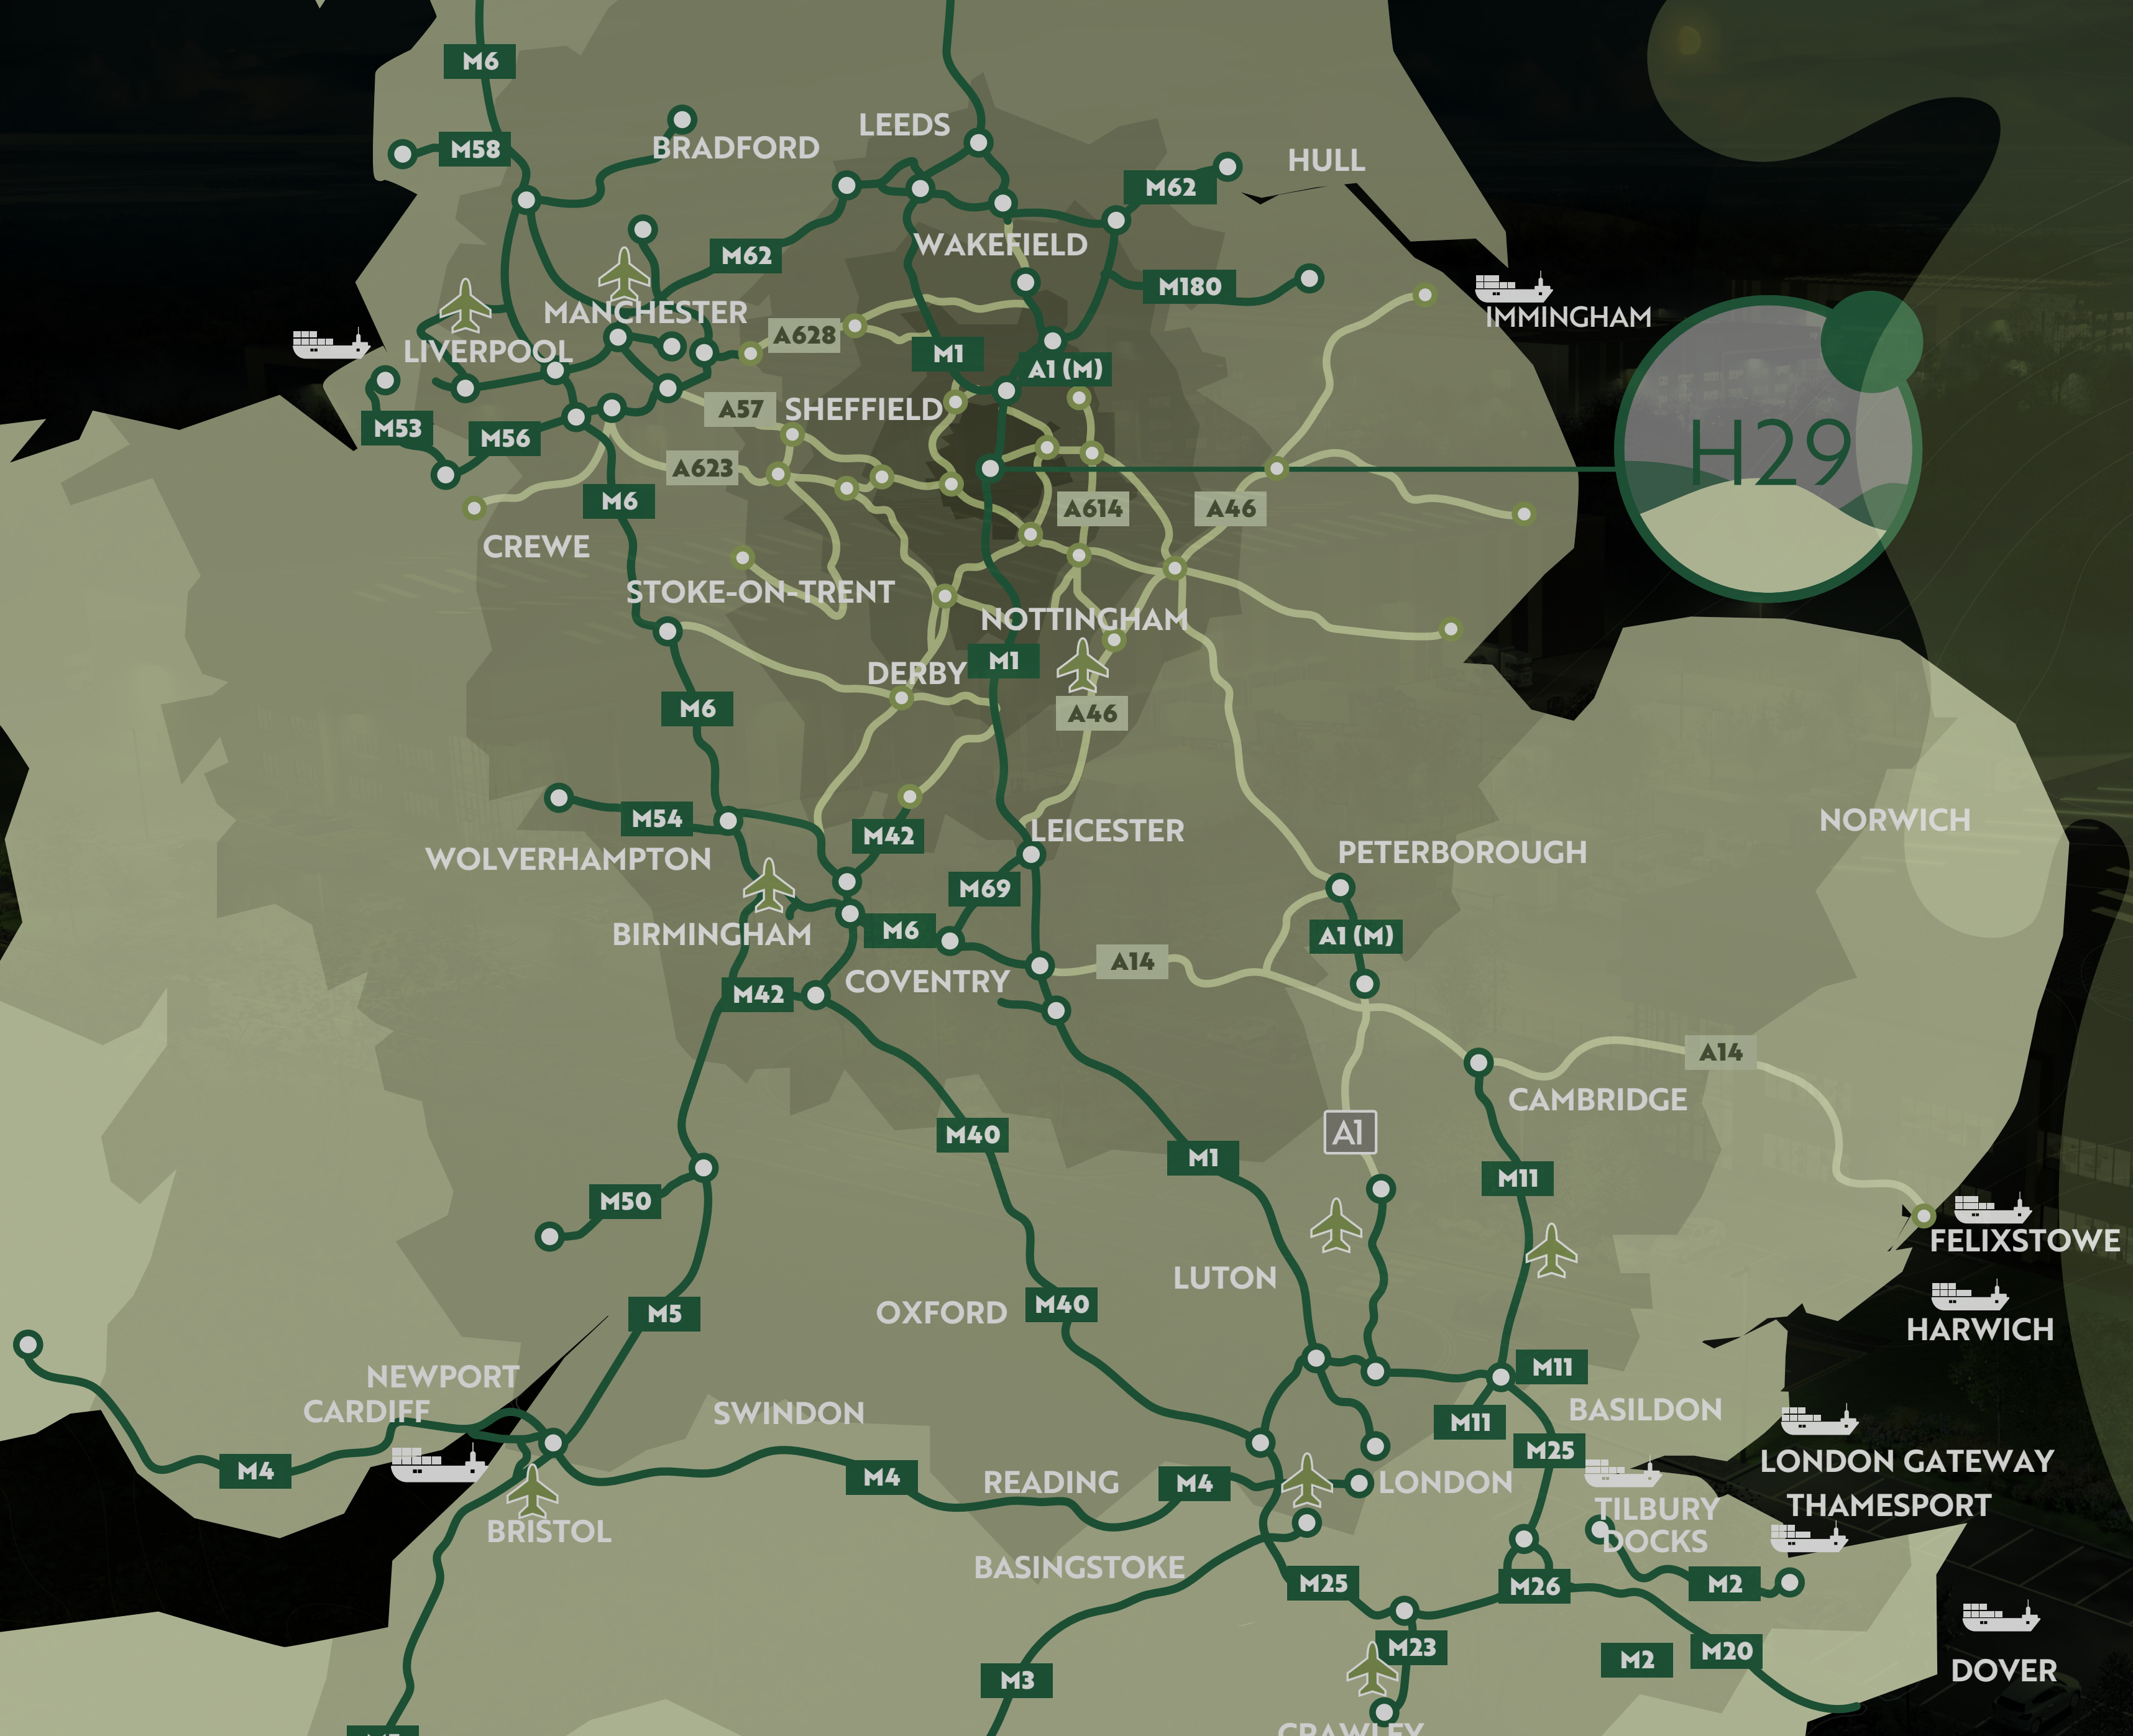 M6
LEEDS
M58
BRADFORD
HULL
M62
WAKEFIELD
M62
M180
MANCHESTER
IMMINGHAM
A628
LIVERPOOL
M1
A1 (M)
A57
SHEFFIELD
M53
M56
H29
A623
M6
A614
A46
CREWE
STOKE-ON-TRENT
NOTTINGHAM
DERBY
M1
M6
A46
M54
NORWICH
M42
LEICESTER
WOLVERHAMPTON
PETERBOROUGH
M69
BIRMINGHAM
M6
A1 (M)
A14
COVENTRY
M42
A14
CAMBRIDGE
M40
A1
M1
M11
M50
FELIXSTOWE
LUTON
M5
OXFORD
M40
HARWICH
NEWPORT
M11
CARDIFF
SWINDON
M11
BASILDON
M25
LONDON GATEWAY
M4
M4
READING
M4
LONDON
TILBURY
DOCKS
THAMESPORT
BRISTOL
BASINGSTOKE
M25
M26
M2
M23
M2
M20
M3
DOVER
CRAWLEY